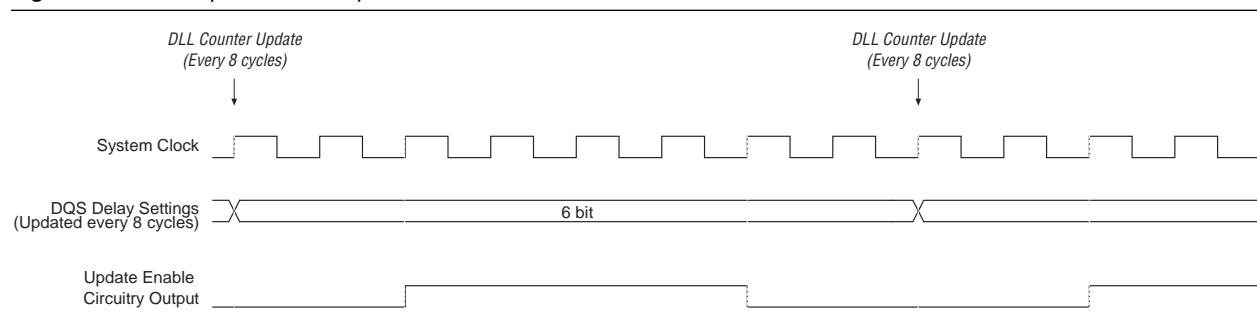 DLL Counter Update
(Every 8 cycles)
DLL Counter Update
(Every 8 cycles)
System Clock
DQS Delay Settings
(Updated every 8 cycles)
6 bit
Update Enable
Circuitry Output